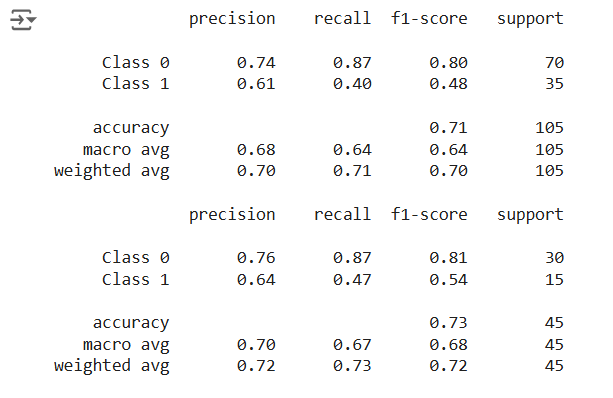 precision recall f1-score support
Class 0 0.74 0.87 0.80 70
Class 1 0.61 0.40 0.48 35
accuracy 0.71 105
macro avg 0.68 0.64 0.64 105
weighted avg 0.70 0.71 0.70 105
precision recall f1-score support
Class 0 0.76 0.87 0.81 30
Class 1 0.64 0.47 0.54 15
accuracy 0.73 45
macro avg 0.70 0.67 0.68 45
weighted avg 0.72 0.73 0.72 45